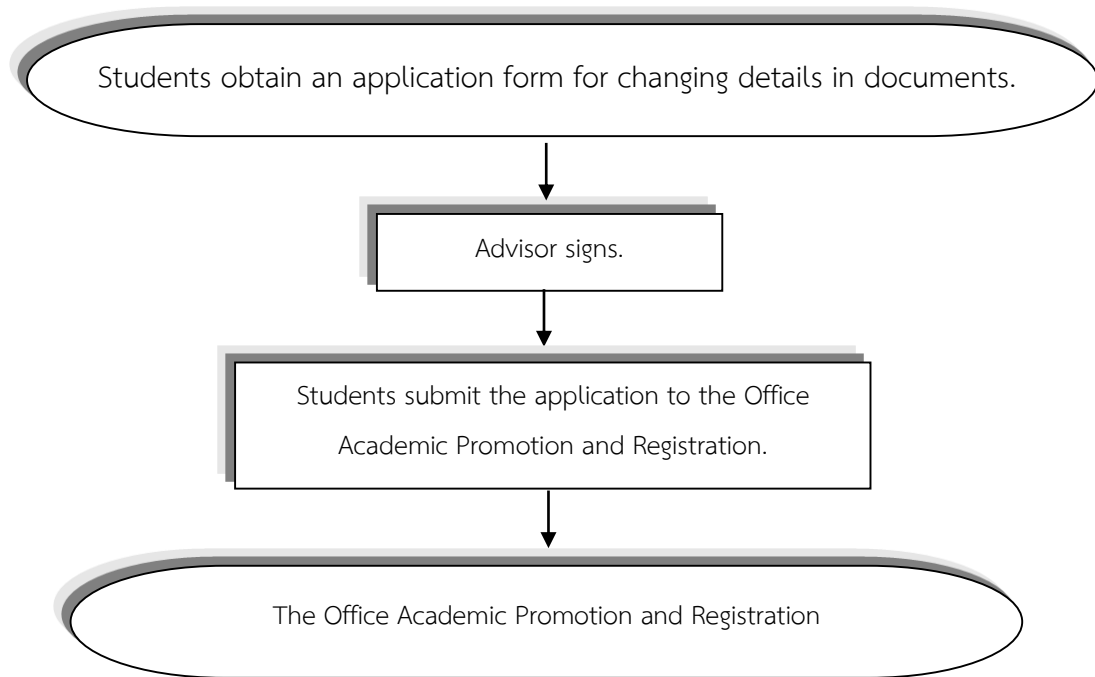 Students obtain an application form for changing details in documents.
Advisor signs.
Students submit the application to the Office
Academic Promotion and Registration.
The Office Academic Promotion and Registration